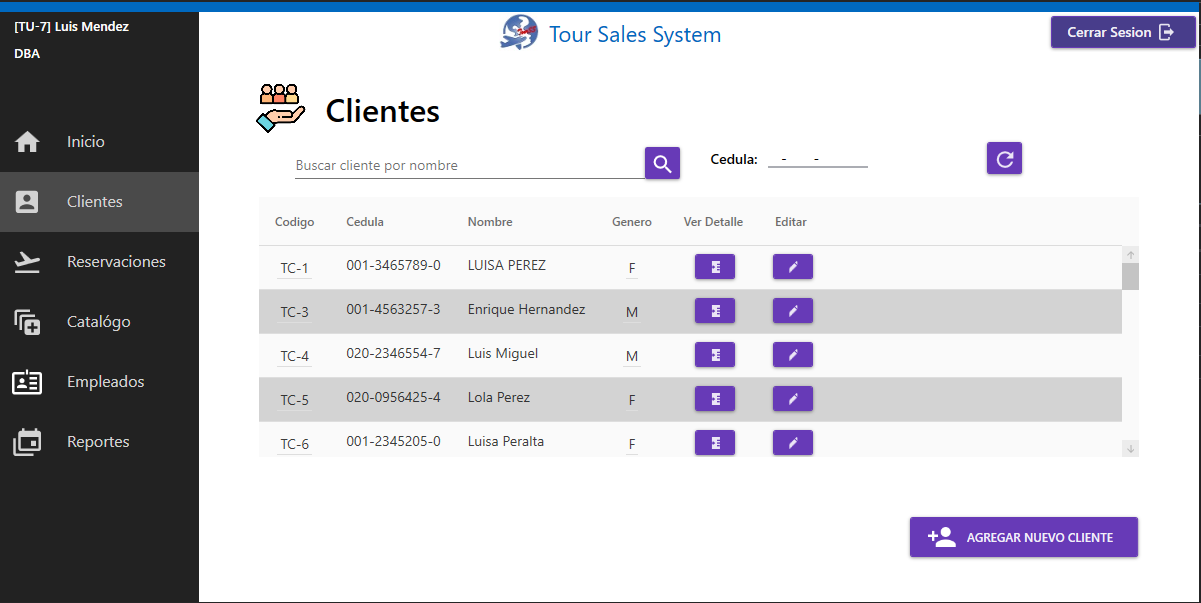 [TU-7] Luis Mendez
DBA
Tour Sales System
Cerrar Sesion
Inicio
Clientes
Reservaciones
Catalógo
Empleados
Reportes
Clientes
Buscar cliente por nombre
Cedula: - -
Codigo Cedula Nombre Genero Ver Detalle Editar
TC-1 001-3465789-0 LUISA PEREZ F
TC-3 001-4563257-3 Enrique Hernandez M
TC-4 020-2346554-7 Luis Miguel M
TC-5 020-0956425-4 Lola Perez F
TC-6 001-2345205-0 Luisa Peralta F
AGREGAR NUEVO CLIENTE